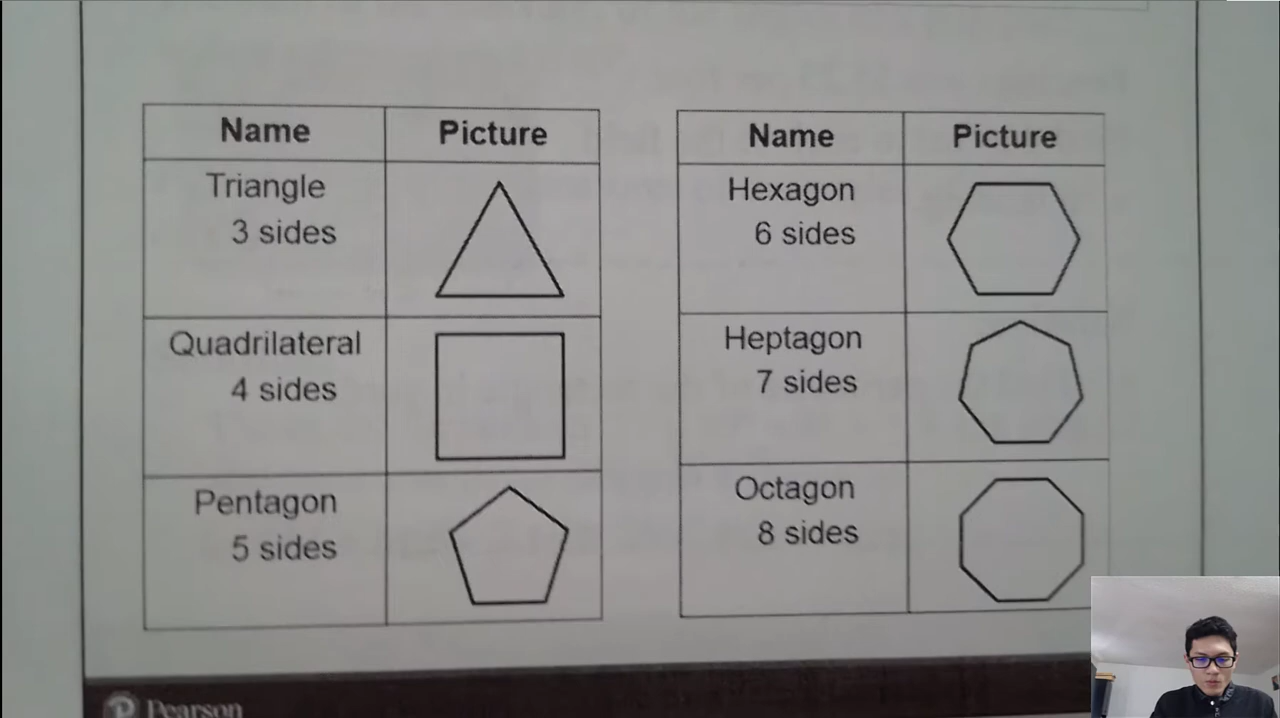 Name Picture
Triangle
3 sides
Quadrilateral
4 sides
Pentagon
5 sides
Name Picture
Hexagon
6 sides
Heptagon
7 sides
Octagon
8 sides
Pearson